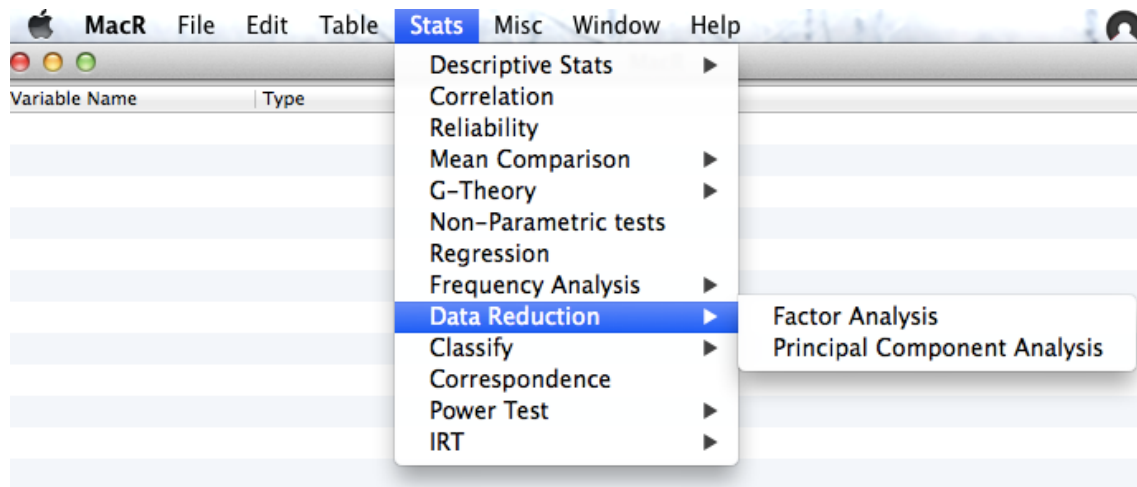 MacR File Edit Table Stats Misc Window Help
Variable Name Type
Descriptive Stats
Correlation
Reliability
Mean Comparison
G-Theory
Non-Parametric tests
Regression
Frequency Analysis
Data Reduction
Factor Analysis
Principal Component Analysis
Classify
Correspondence
Power Test
IRT